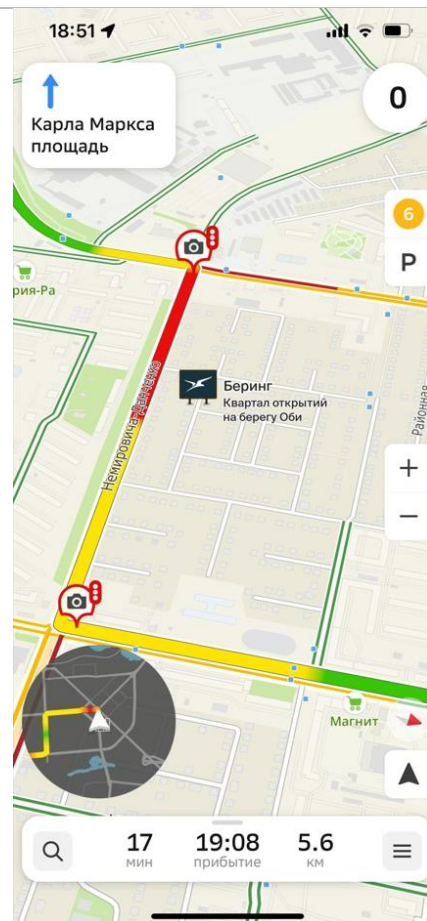 18:51
Карла Маркса
площадь
0
6
P
рия-Ра
Беринг
Квартал открытий
на берегу Оби
Немировича-Данченко
Районная
+
−
Магнит
17
мин
19:08
прибытие
5.6
км